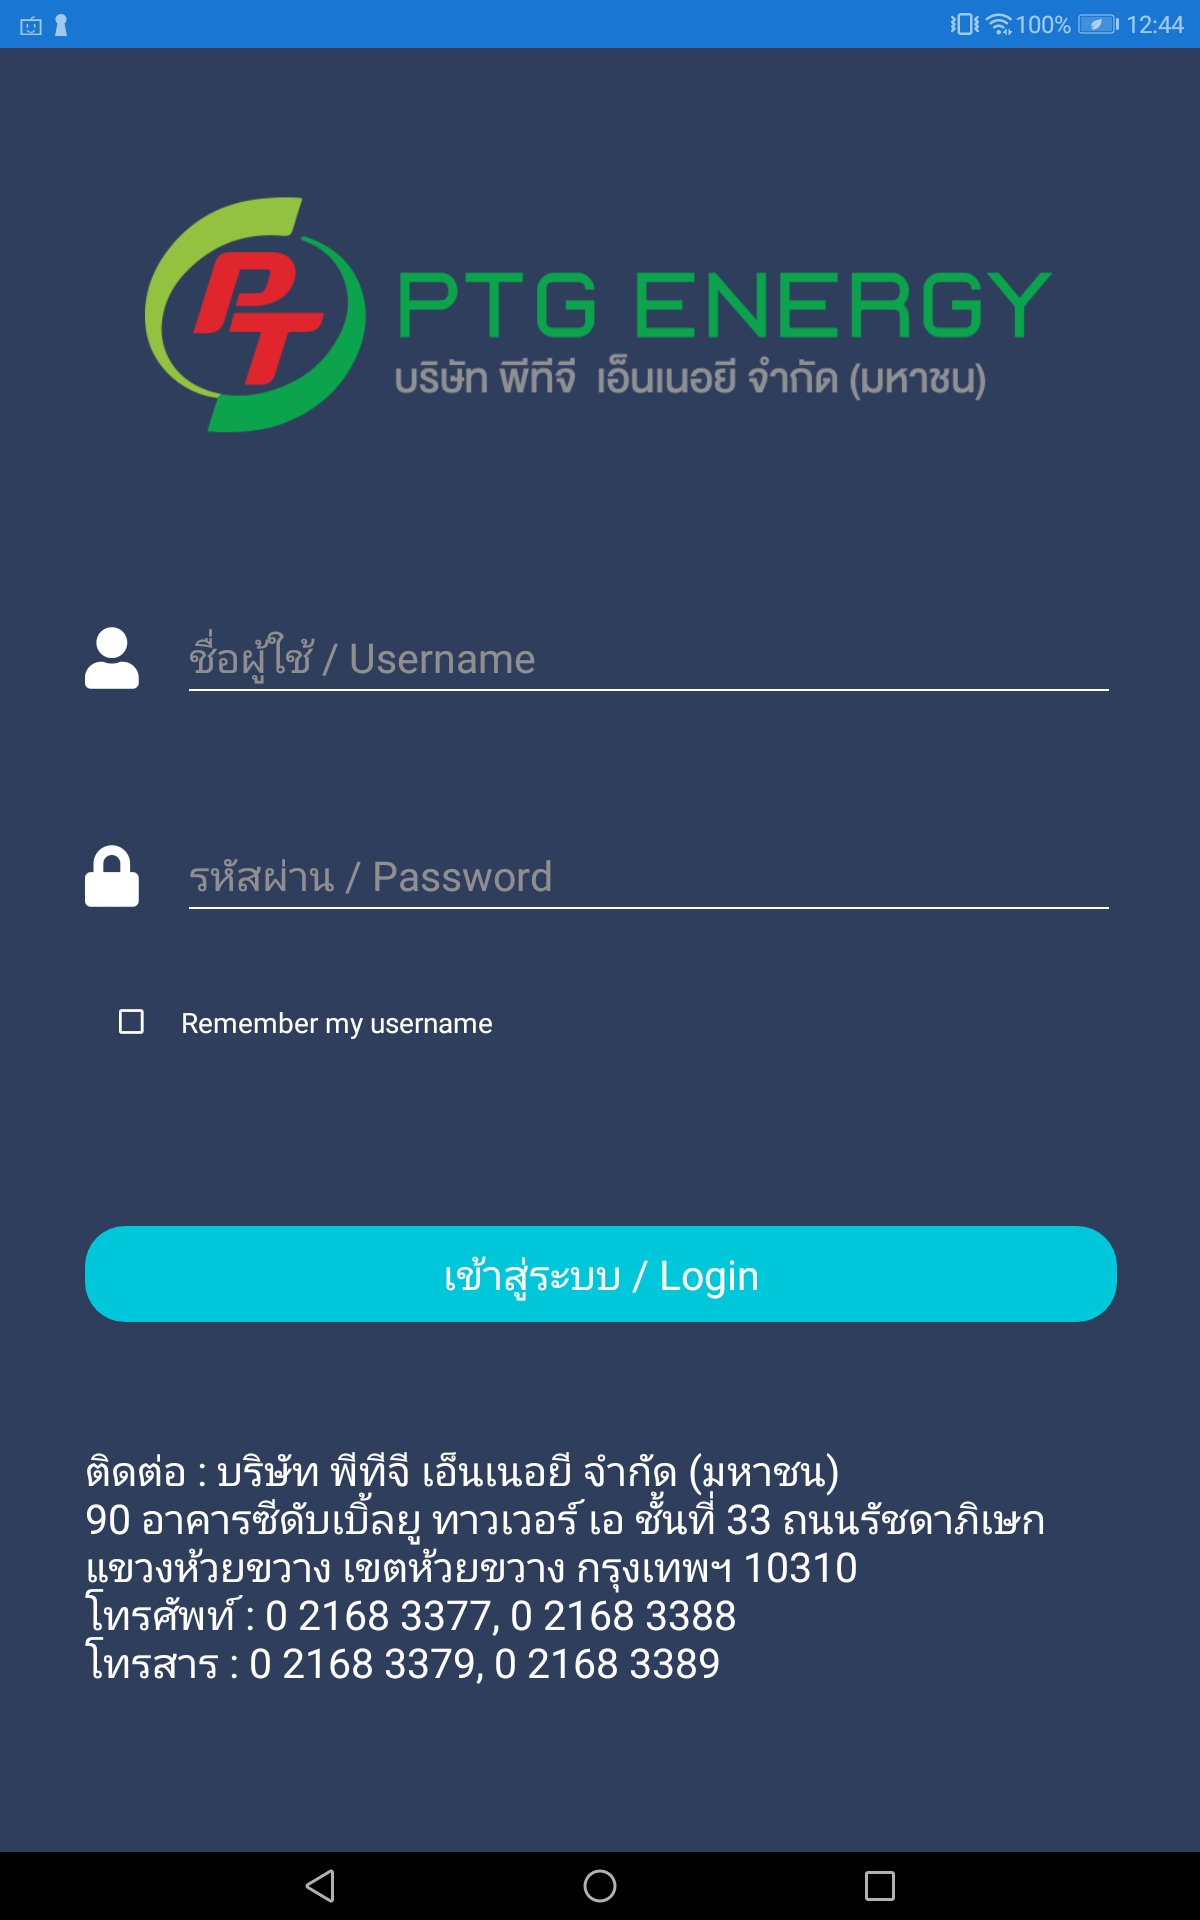 100% 12:44
PT
PTG ENERGY
บริษัท พีทีจี เอ็นเนอยี จำกัด (มหาชน)
ชื่อผู้ใช้ / Username
รหัสผ่าน / Password
Remember my username
เข้าสู่ระบบ / Login
ติดต่อ : บริษัท พีทีจี เอ็นเนอยี จำกัด (มหาชน)
90 อาคารซีดับเบิ้ลยู ทาวเวอร์ เอ ชั้นที่ 33 ถนนรัชดาภิเษก
แขวงห้วยขวาง เขตห้วยขวาง กรุงเทพฯ 10310
โทรศัพท์ : 0 2168 3377, 0 2168 3388
โทรสาร : 0 2168 3379, 0 2168 3389